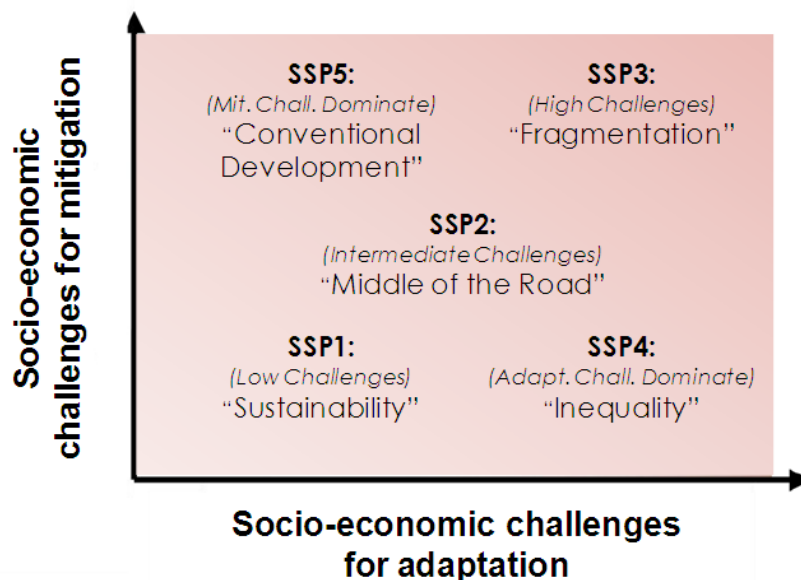 Socio-economic
challenges for mitigation
SSP5:
(Mit. Chall. Dominate)
“Conventional
Development”
SSP3:
(High Challenges)
“Fragmentation”
SSP2:
(Intermediate Challenges)
“Middle of the Road”
SSP1:
(Low Challenges)
“Sustainability”
SSP4:
(Adapt. Chall. Dominate)
“Inequality”
Socio-economic challenges
for adaptation